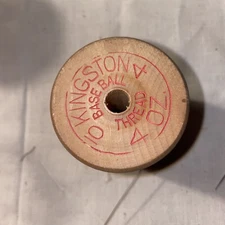 KINGSTON 4
BASE BALL
THREAD
10
4 OZ